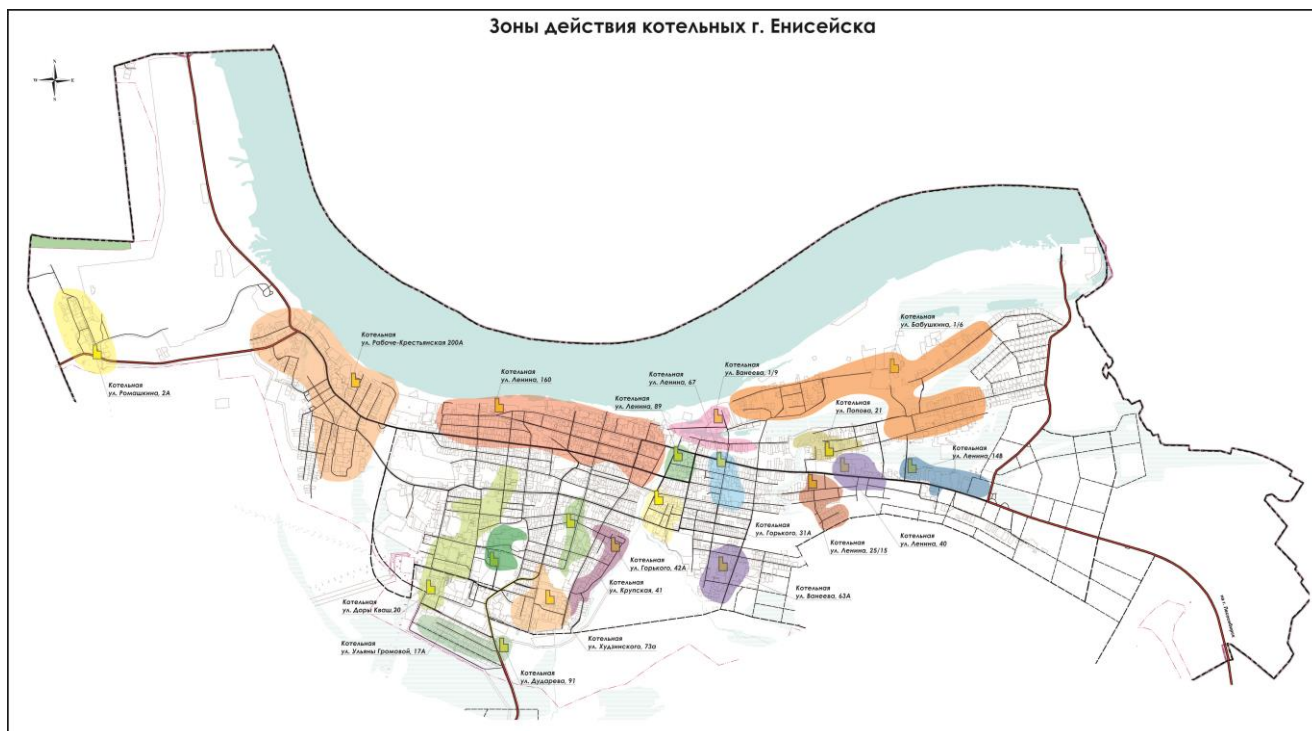 Зоны действия котельных г. Енисейска
Котельная
ул. Бабушкина, 1/6
Котельная
ул. Рабоче-Крестьянская 200А
Котельная
ул. Ленина, 160
Котельная
ул. Ленина, 67
Котельная
ул. Ванеева, 1/9
Котельная
ул. Ромашкина, 2А
Котельная
ул. Ленина, 89
Котельная
ул. Попова, 21
Котельная
ул. Ленина, 14В
Котельная
ул. Горького, 31А
Котельная
ул. Ленина, 25/15
Котельная
ул. Ленина, 40
Котельная
ул. Горького, 42А
Котельная
ул. Крупская, 41
Котельная
ул. Ванеева, 63А
Котельная
ул. Доры Кваш,20
Котельная
ул. Худзинского, 73а
Котельная
ул. Ульяны Громовой, 17А
Котельная
ул. Дударева, 91